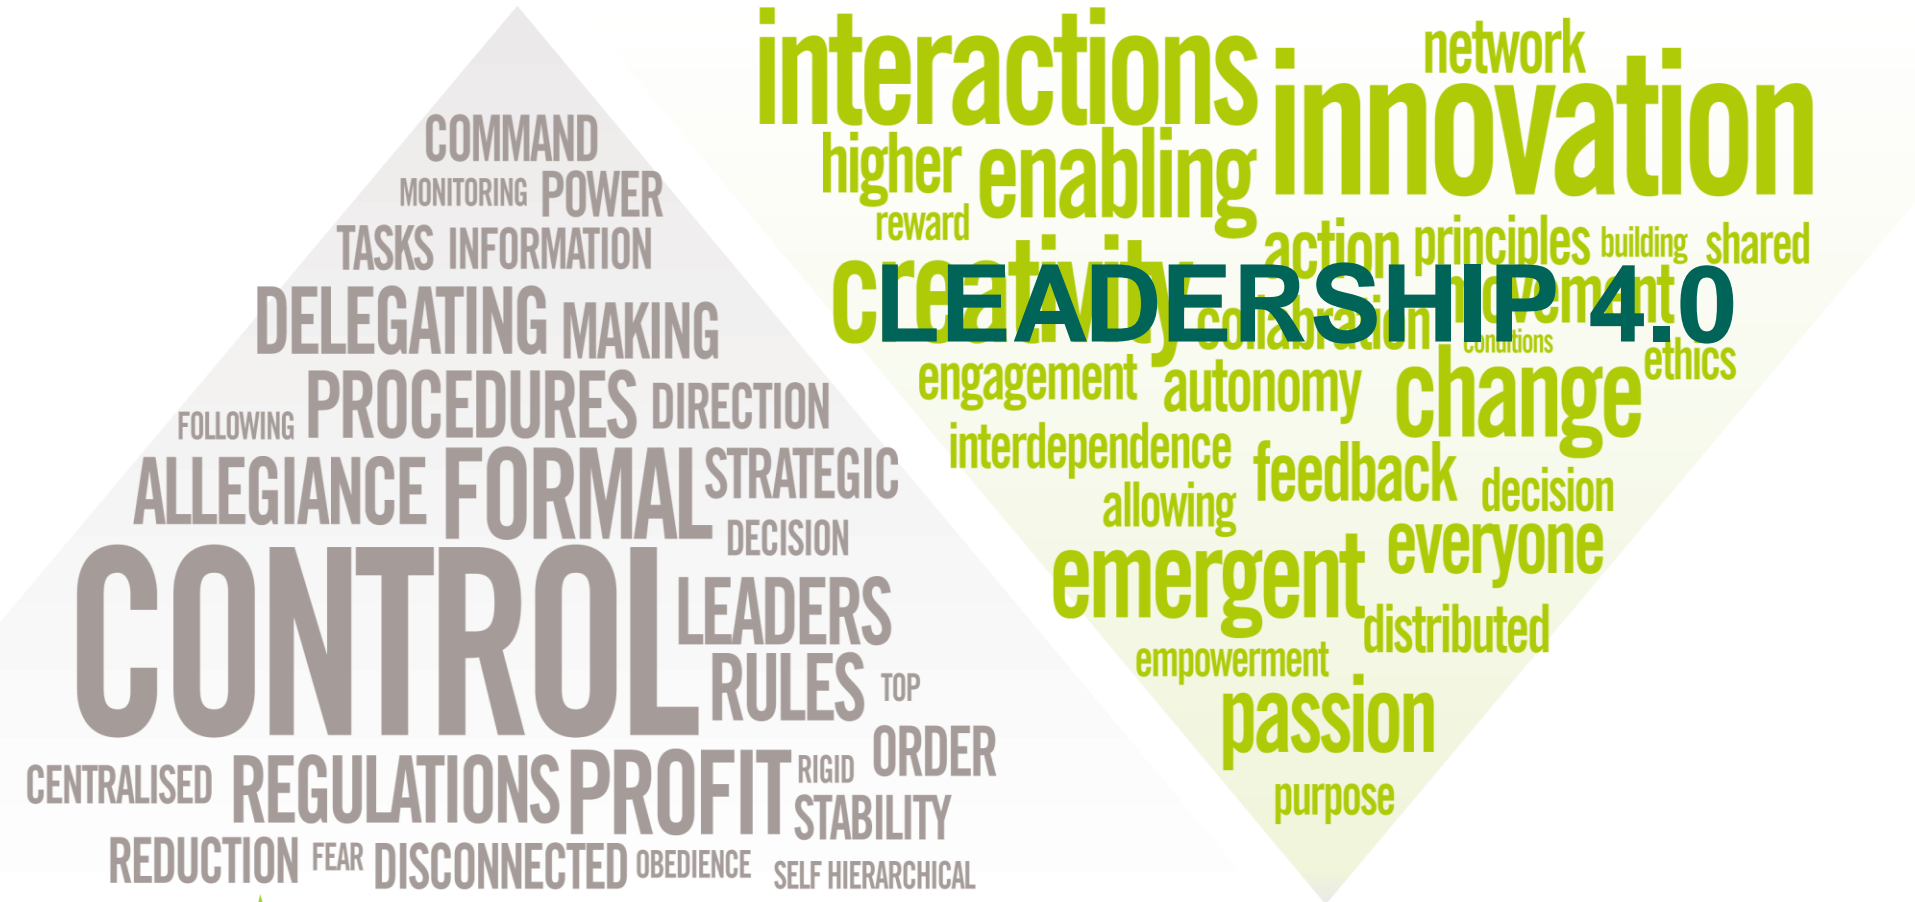 COMMAND
MONITORING POWER
TASKS INFORMATION
DELEGATING MAKING
PROCEDURES DIRECTION
FOLLOWING
ALLEGIANCE FORMAL STRATEGIC
DECISION
CONTROL LEADERS
RULES TOP
CENTRALISED REGULATIONS PROFIT RIGID ORDER
STABILITY
REDUCTION FEAR DISCONNECTED OBEDIENCE SELF HIERARCHICAL
interactions network
innovation
higher enabling
reward
creativity action principles building shared
LEADERSHIP 4.0
collabration movement
conditions
engagement autonomy change ethics
interdependence feedback
allowing decision
emergent everyone
distributed
empowerment
passion
purpose